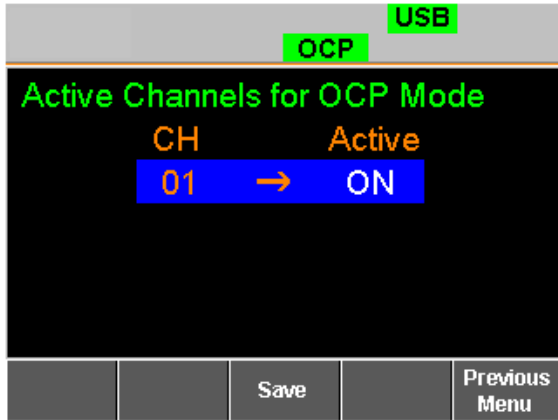 USB
OCP
Active Channels for OCP Mode
CH Active
01 → ON
Save
Previous
Menu